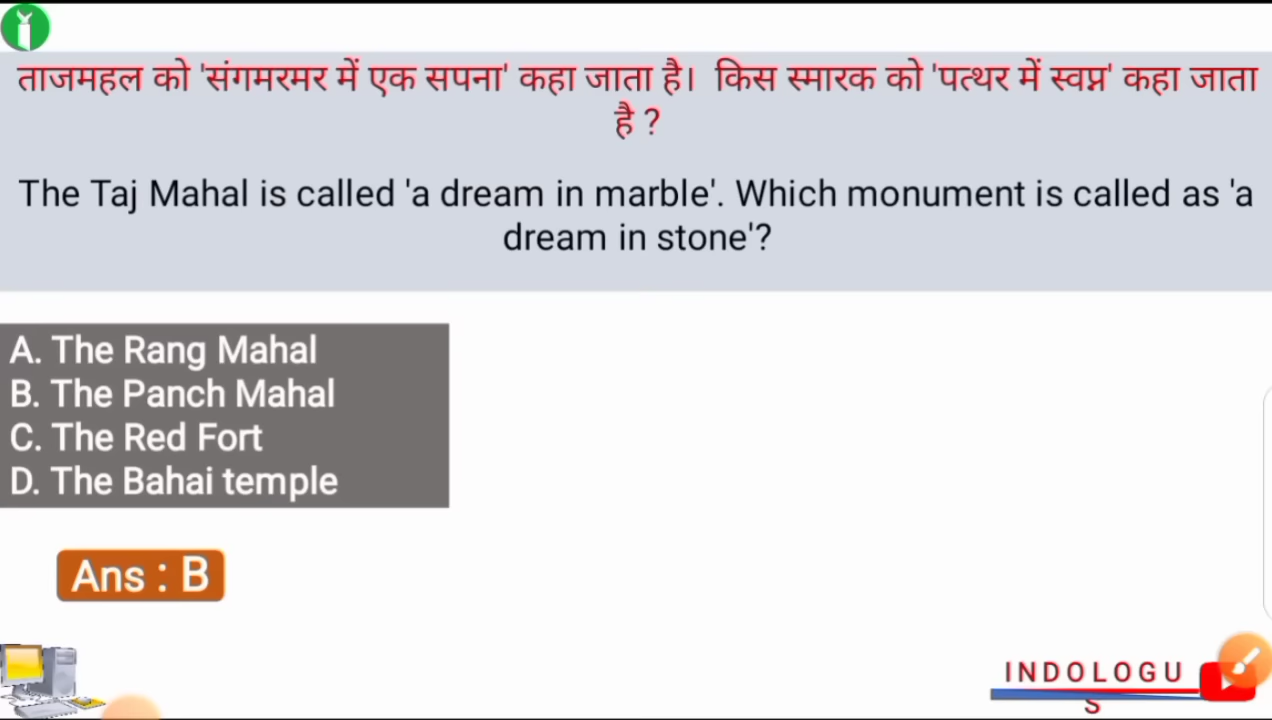 ताजमहल को 'संगमरमर में एक सपना' कहा जाता है। किस स्मारक को 'पत्थर में स्वप्न' कहा जाता
है ?
The Taj Mahal is called 'a dream in marble'. Which monument is called as 'a
dream in stone'?
A. The Rang Mahal
B. The Panch Mahal
C. The Red Fort
D. The Bahai temple
Ans : B
INDOLOGU
S